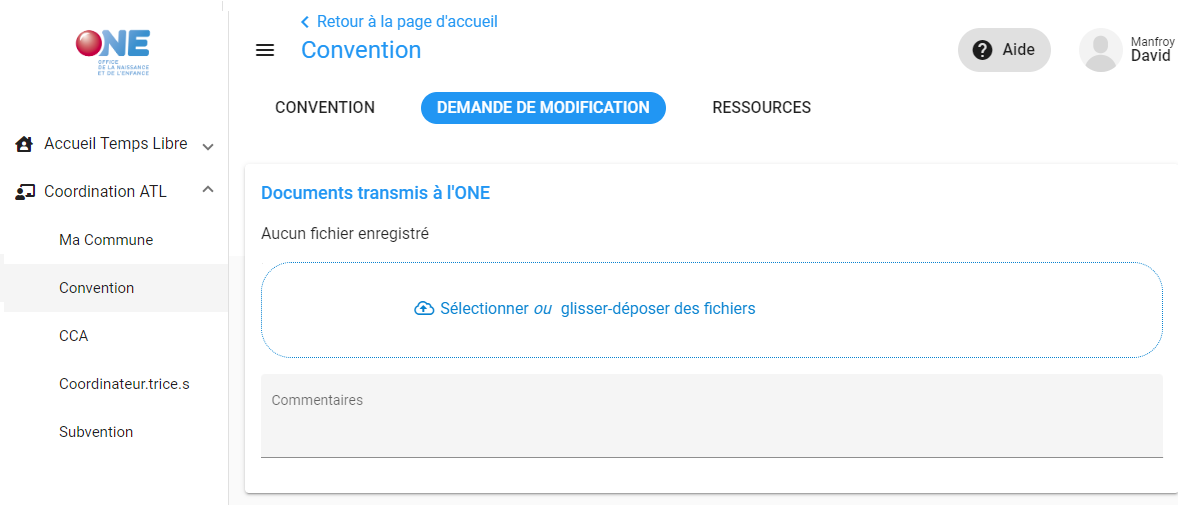 ONE
OFFICE
DE LA NAISSANCE
ET DE L'ENFANCE
Retour à la page d'accueil
Convention
Aide
Manfroy
David
CONVENTION
DEMANDE DE MODIFICATION
RESSOURCES
Accueil Temps Libre
Coordination ATL
Ma Commune
Convention
CCA
Coordinateur.trice.s
Subvention
Documents transmis à l'ONE
Aucun fichier enregistré
Sélectionner ou glisser-déposer des fichiers
Commentaires